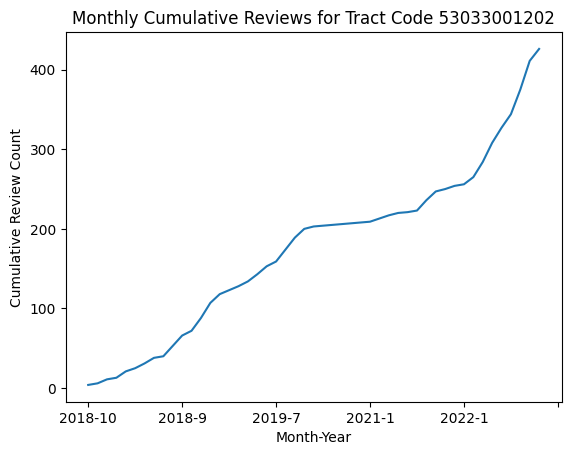 Monthly Cumulative Reviews for Tract Code 53033001202
Cumulative Review Count
400
300
200
100
0
2018-10 2018-9 2019-7 2021-1 2022-1
Month-Year